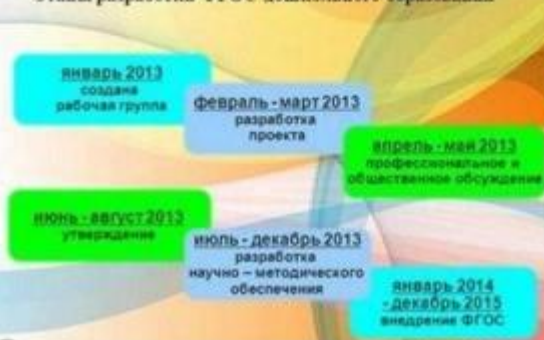 январь 2013
создана
рабочая группа
февраль - март 2013
разработка
проекта
апрель - май 2013
профессиональное и
общественное обсуждение
июнь - август 2013
утверждение
июль - декабрь 2013
разработка
научно – методического
обеспечения
январь 2014
- декабрь 2015
внедрение ФГОС